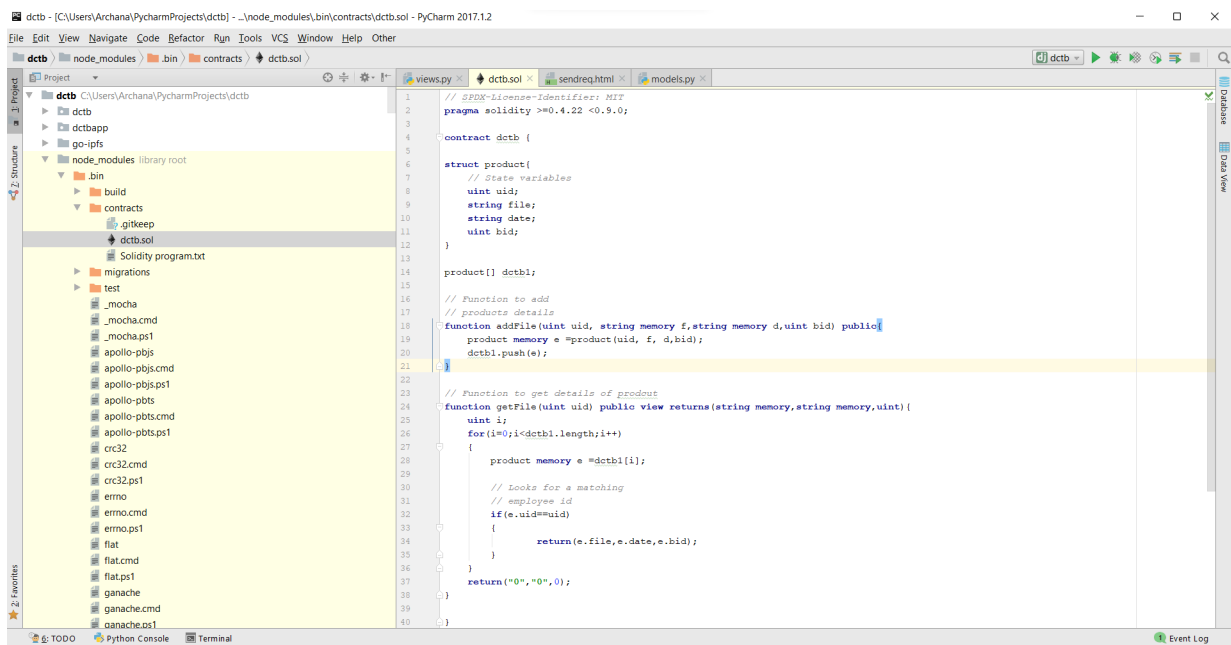 dctb - [C:\Users\Archana\PycharmProjects\dctb] - ...\node_modules\.bin\contracts\dctb.sol - PyCharm 2017.1.2
File Edit View Navigate Code Refactor Run Tools VCS Window Help Other
dctb node_modules .bin contracts dctb.sol
dctb
Project
views.py dctb.sol sendreq.html models.py
1: Project
7: Structure
2: Favorites
dctb C:\Users\Archana\PycharmProjects\dctb
dctb
dctbapp
go-ipfs
node_modules library root
.bin
build
contracts
.gitkeep
dctb.sol
Solidity program.txt
migrations
test
_mocha
_mocha.cmd
_mocha.ps1
apollo-pbjs
apollo-pbjs.cmd
apollo-pbjs.ps1
apollo-pbts
apollo-pbts.cmd
apollo-pbts.ps1
crc32
crc32.cmd
crc32.ps1
errno
errno.cmd
errno.ps1
flat
flat.cmd
flat.ps1
ganache
ganache.cmd
ganache.ps1
1 // SPDX-License-Identifier: MIT
2 pragma solidity >=0.4.22 <0.9.0;
3
4 contract dctb {
5
6 struct product{
7 // State variables
8 uint uid;
9 string file;
10 string date;
11 uint bid;
12 }
13
14 product[] dctb1;
15
16 // Function to add
17 // products details
18 function addFile(uint uid, string memory f,string memory d,uint bid) public{
19 product memory e =product(uid, f, d,bid);
20 dctb1.push(e);
21 }
22
23 // Function to get details of prodcut
24 function getFile(uint uid) public view returns(string memory,string memory,uint){
25 uint i;
26 for(i=0;i<dctb1.length;i++)
27 {
28 product memory e =dctb1[i];
29
30 // Looks for a matching
31 // employee id
32 if(e.uid==uid)
33 {
34 return(e.file,e.date,e.bid);
35 }
36 }
37 return("0","0",0);
38 }
39
40 }
Database
Data View
6: TODO Python Console Terminal
1 Event Log